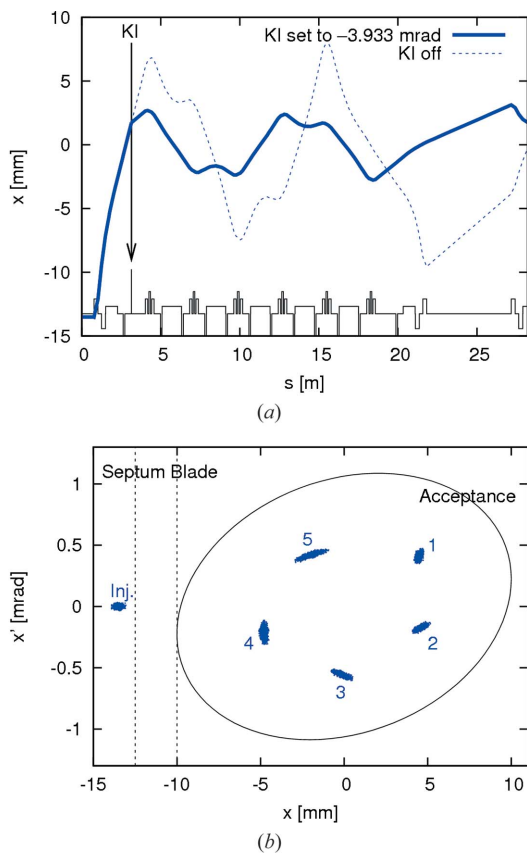 KI
KI set to −3.933 mrad
KI off
x [mm]
10
5
0
-5
-10
-15
0 5 10 15 20 25
s [m]
(a)
Septum Blade
Acceptance
Inj.
1
2
3
4
5
x' [mrad]
1
0.5
0
-0.5
-1
-15 -10 -5 0 5 10
x [mm]
(b)